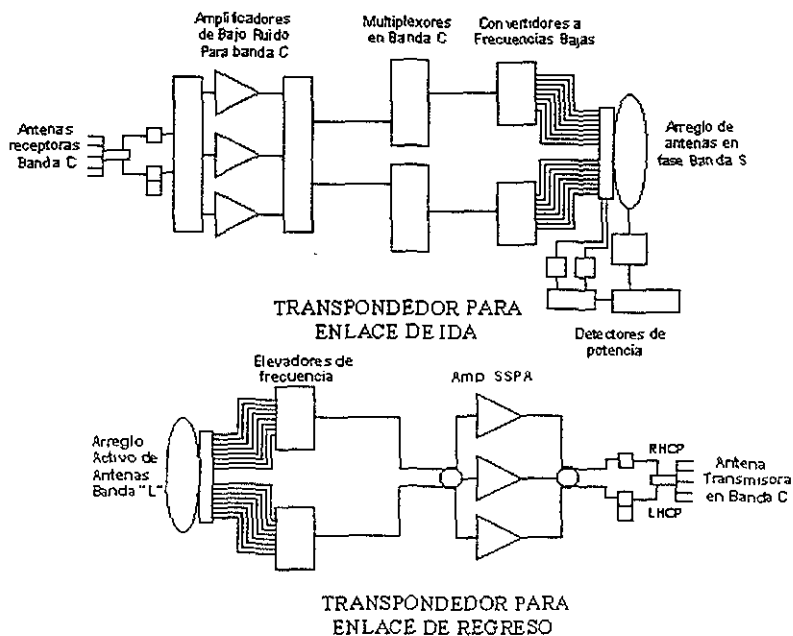 Amplificadores
de Bajo Ruido
Para banda C
Multiplexores
en Banda C
Convertidores a
Frecuencias Bajas
Antenas
receptoras
Banda C
Arreglo de
antenas en
fase Banda S
TRANSPONDEDOR PARA
ENLACE DE IDA
Detectores de
potencia
Elevadores de
frecuencia
Amp SSPA
Arreglo
Activo de
Antenas
Banda "L"
RHCP
LHCP
Antena
Transmisora
en Banda C
TRANSPONDEDOR PARA
ENLACE DE REGRESO